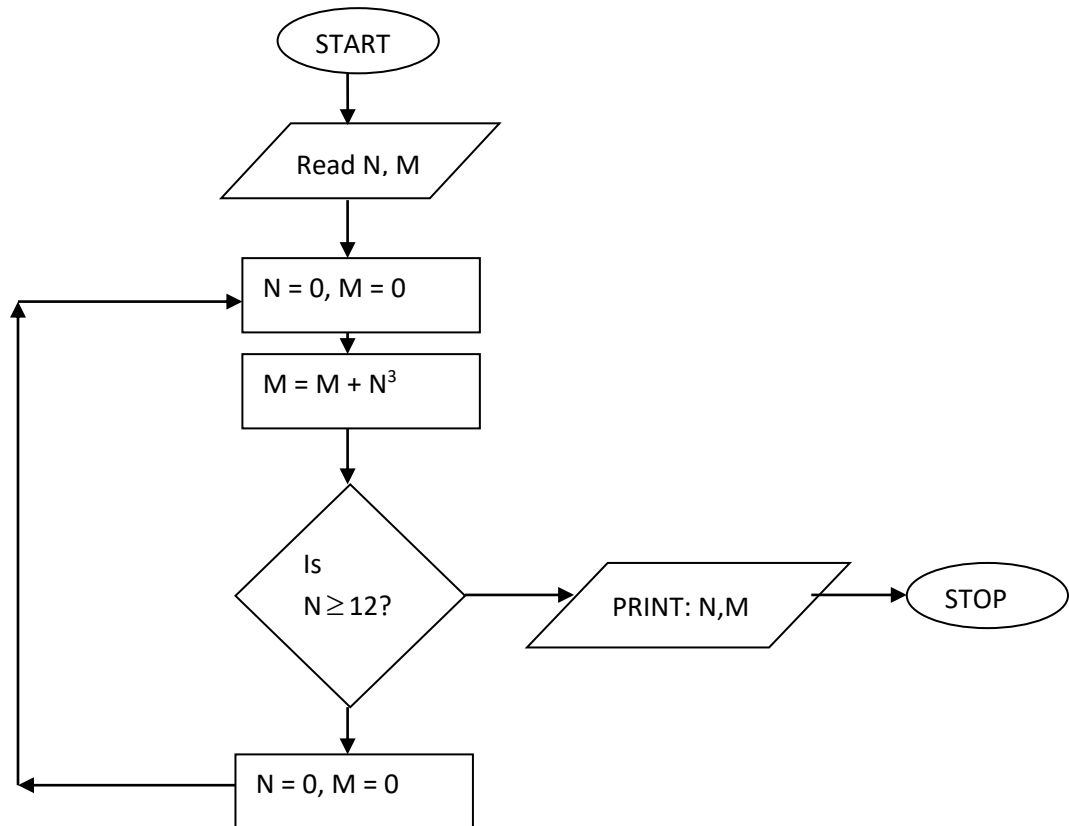 START
Read N, M
N = 0, M = 0
M = M + N³
Is
N ≥ 12?
PRINT: N,M
STOP
N = 0, M = 0